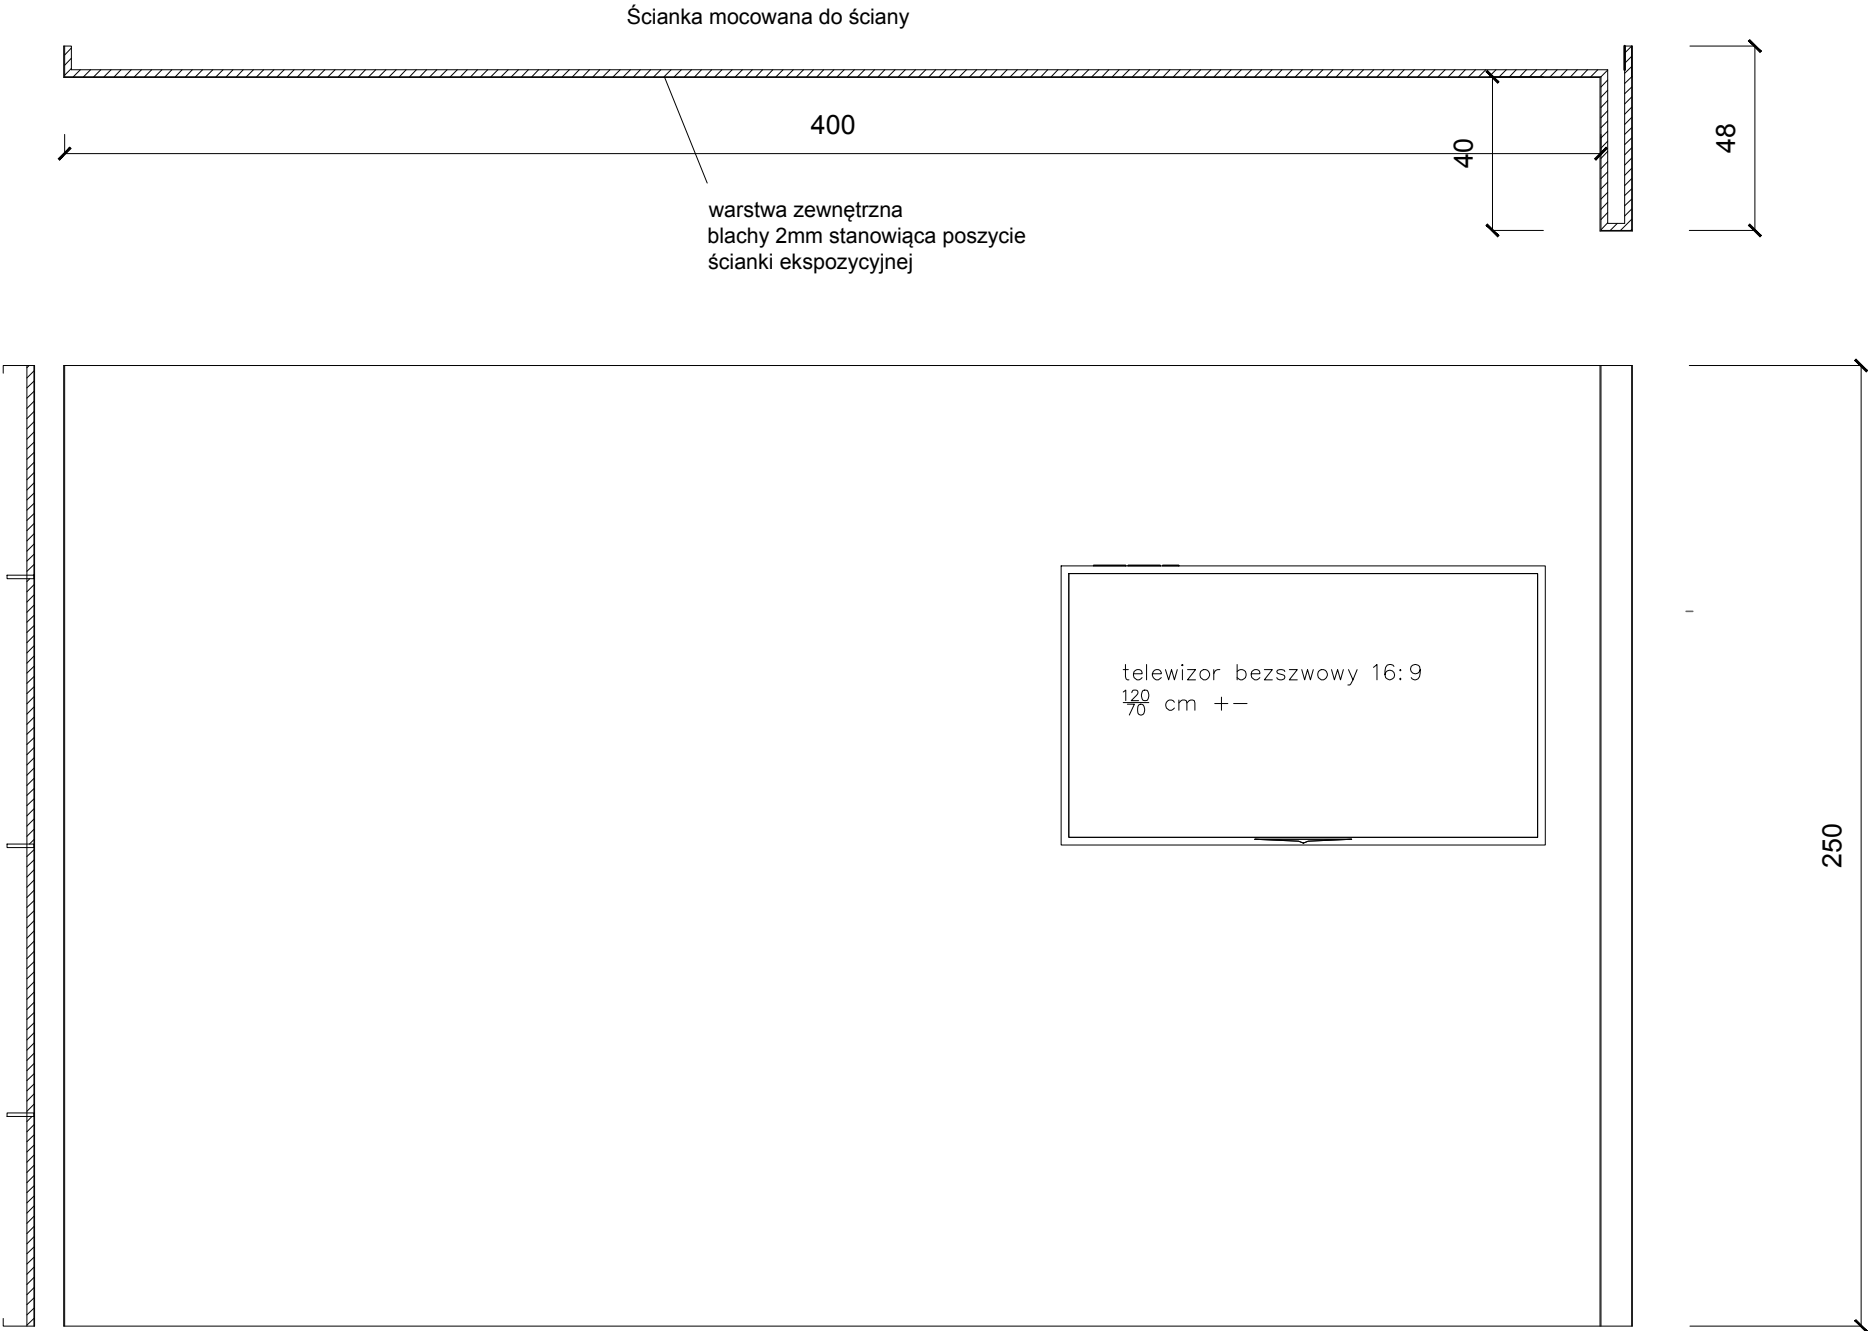 Ścianka mocowana do ściany
400
40
48
warstwa zewnętrzna
blachy 2mm stanowiąca poszycie
ścianki ekspozycyjnej
telewizor bezszwowy 16:9
120/70 cm +-
250